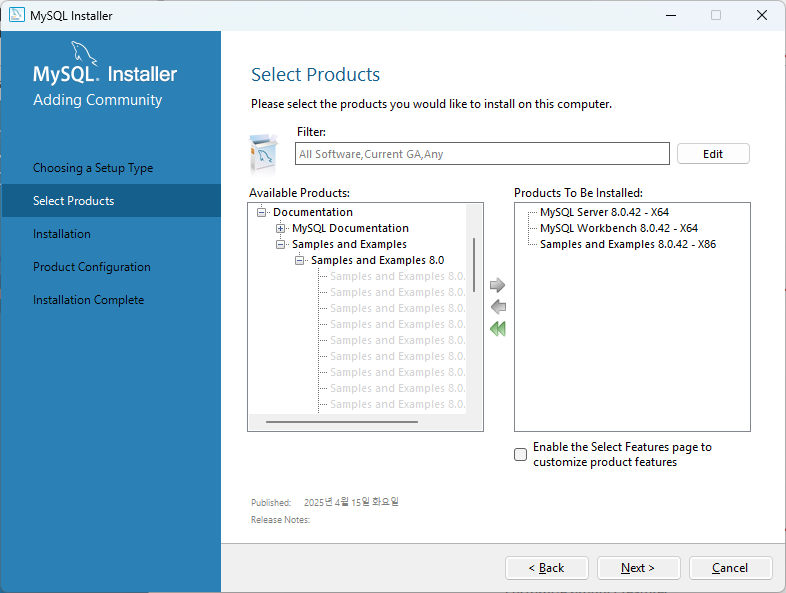 MySQL Installer
MySQL. Installer
Adding Community
Choosing a Setup Type
Select Products
Installation
Product Configuration
Installation Complete
Select Products
Please select the products you would like to install on this computer.
Filter:
All Software,Current GA,Any
Edit
Available Products:
Documentation
MySQL Documentation
Samples and Examples
Samples and Examples 8.0
Samples and Examples 8.0.
Samples and Examples 8.0.
Samples and Examples 8.0.
Samples and Examples 8.0.
Samples and Examples 8.0.
Samples and Examples 8.0.
Samples and Examples 8.0.
Samples and Examples 8.0.
Samples and Examples 8.0.
Products To Be Installed:
MySQL Server 8.0.42 - X64
MySQL Workbench 8.0.42 - X64
Samples and Examples 8.0.42 - X86
Enable the Select Features page to
customize product features
Published: 2025년 4월 15일 화요일
Release Notes:
< Back
Next >
Cancel